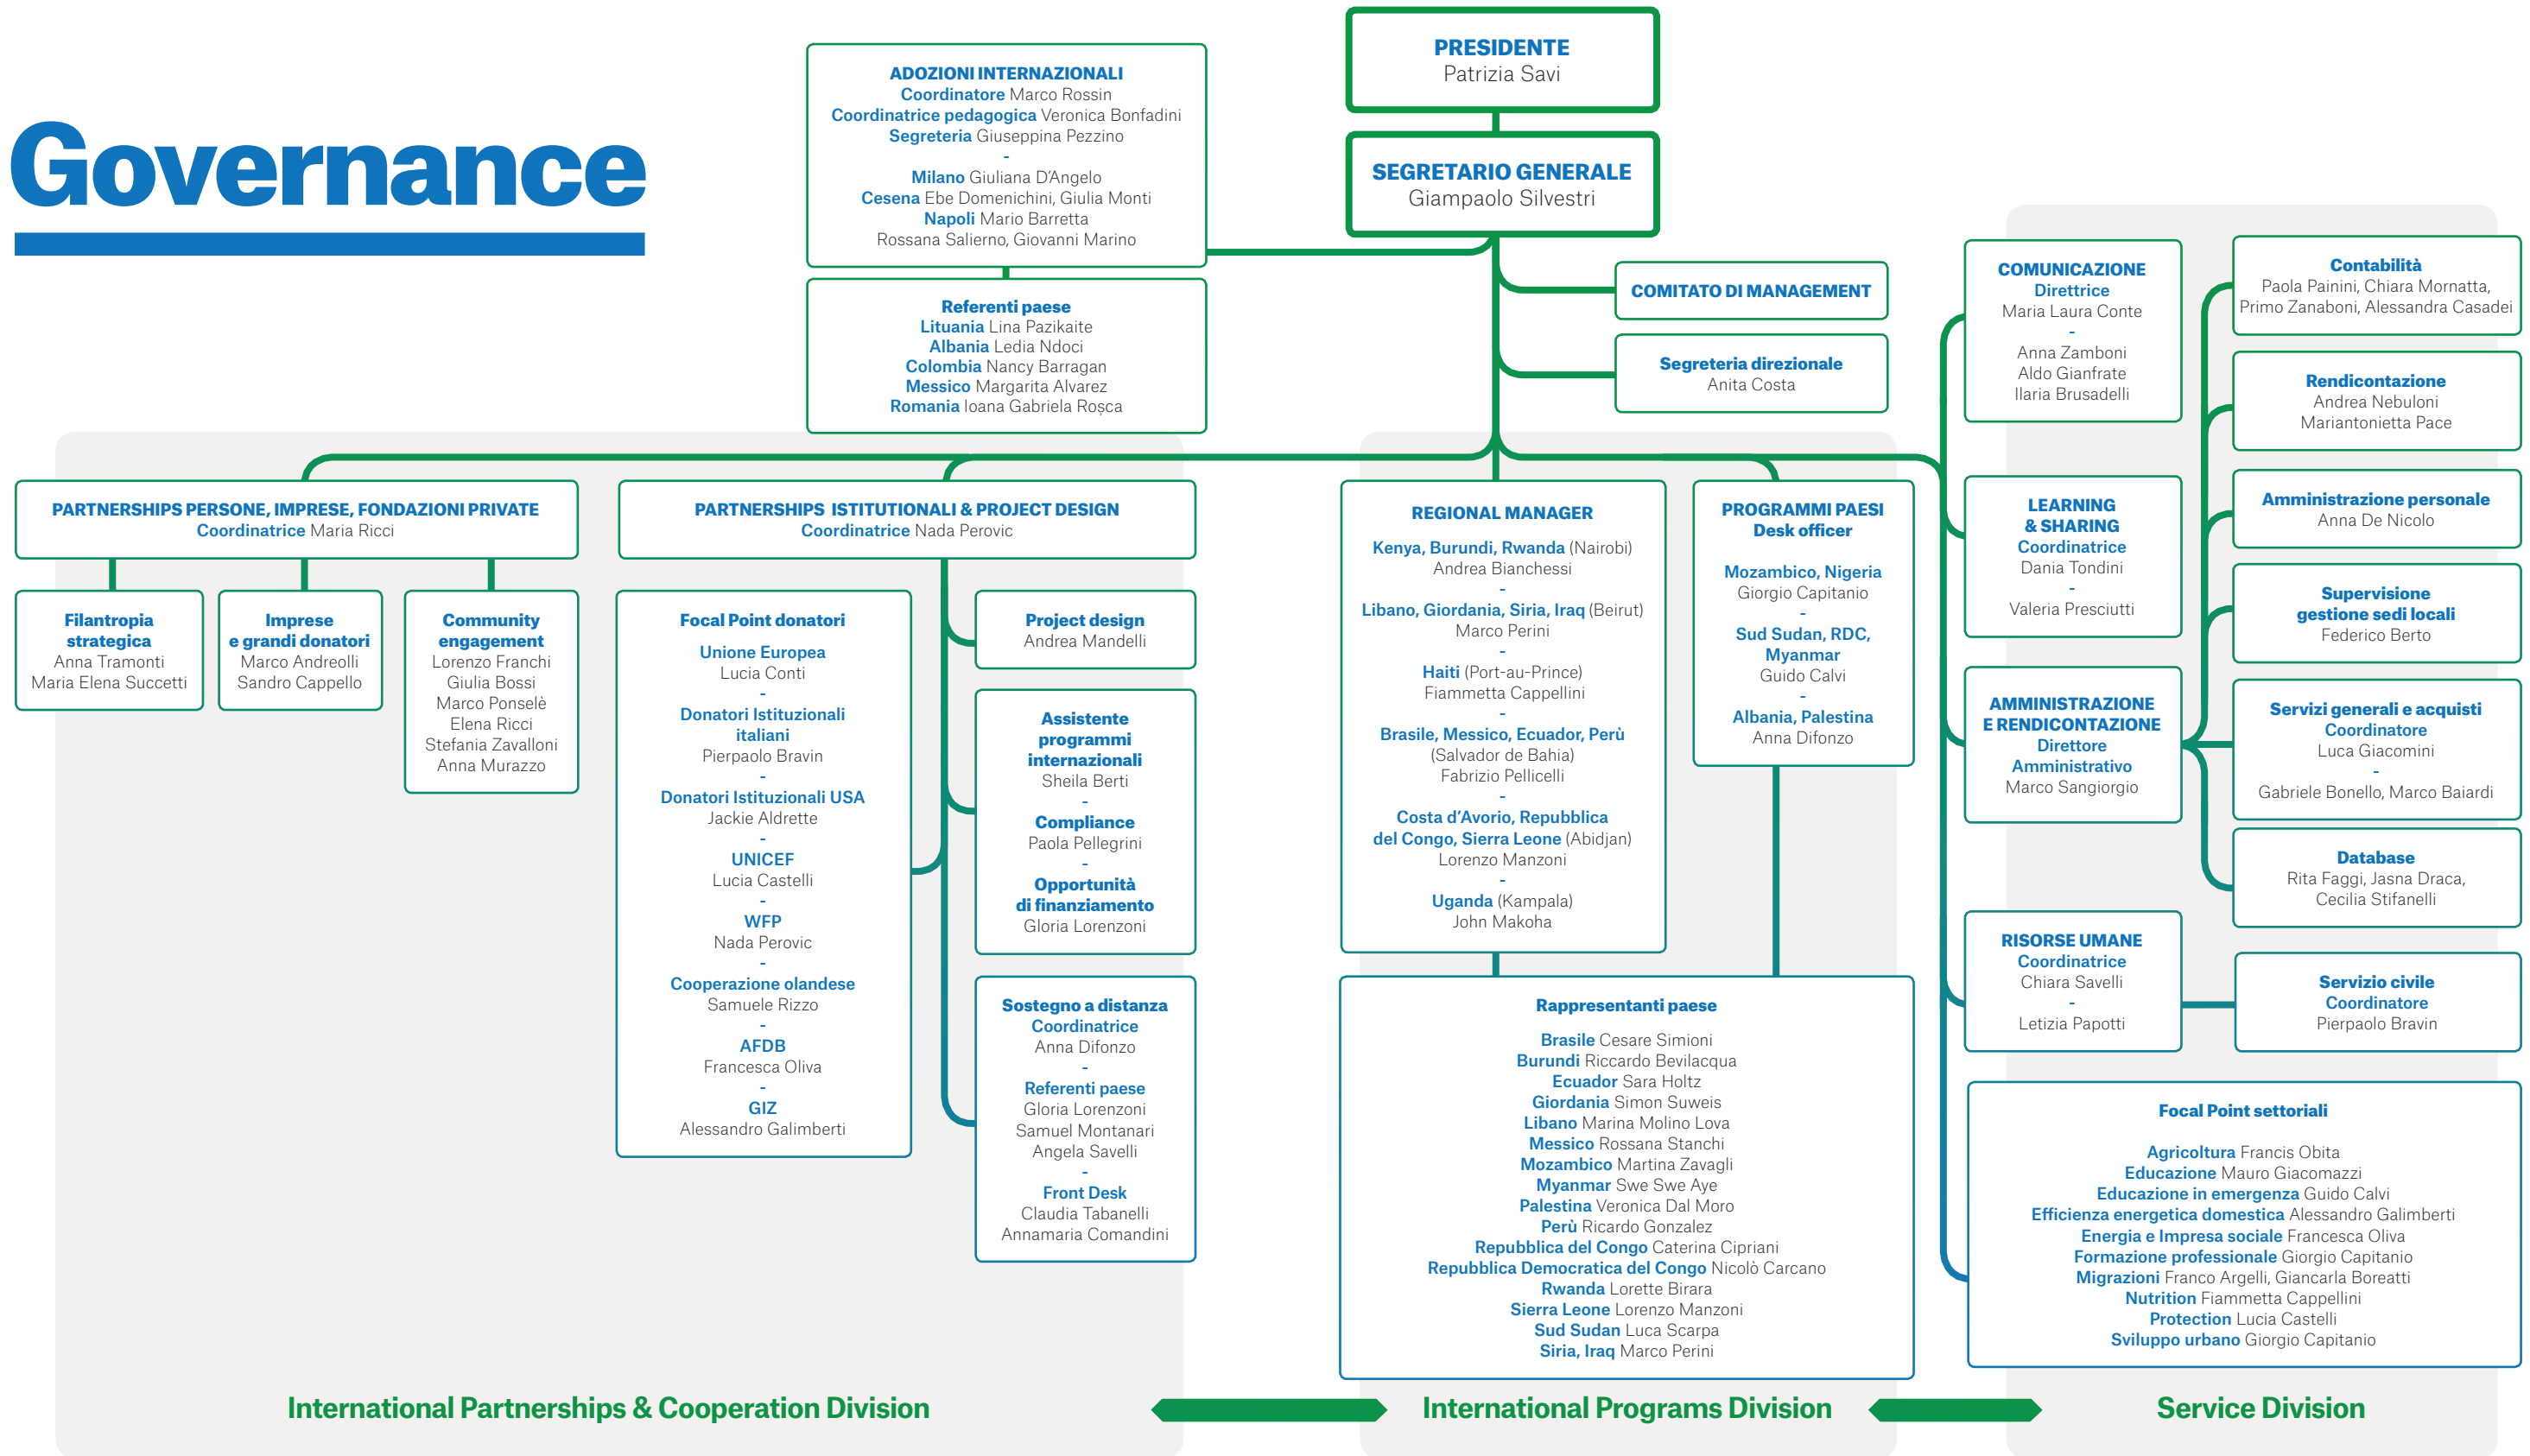 Governance
PRESIDENTE
Patrizia Savi
SEGRETARIO GENERALE
Giampaolo Silvestri
ADOZIONI INTERNAZIONALI
Coordinatore Marco Rossin
Coordinatrice pedagogica Veronica Bonfadini
Segreteria Giuseppina Pezzino
-
Milano Giuliana D'Angelo
Cesena Ebe Domenichini, Giulia Monti
Napoli Mario Barretta
Rossana Salierno, Giovanni Marino
Referenti paese
Lituania Lina Pazikaite
Albania Ledia Ndoci
Colombia Nancy Barragan
Messico Margarita Alvarez
Romania Ioana Gabriela Roșca
COMITATO DI MANAGEMENT
Segreteria direzionale
Anita Costa
PARTNERSHIPS PERSONE, IMPRESE, FONDAZIONI PRIVATE
Coordinatrice Maria Ricci
Filantropia
strategica
Anna Tramonti
Maria Elena Succetti
Imprese
e grandi donatori
Marco Andreolli
Sandro Cappello
Community
engagement
Lorenzo Franchi
Giulia Bossi
Marco Ponselè
Elena Ricci
Stefania Zavalloni
Anna Murazzo
PARTNERSHIPS ISTITUTIONALI & PROJECT DESIGN
Coordinatrice Nada Perovic
Focal Point donatori
Unione Europea
Lucia Conti
-
Donatori Istituzionali
italiani
Pierpaolo Bravin
-
Donatori Istituzionali USA
Jackie Aldrette
-
UNICEF
Lucia Castelli
-
WFP
Nada Perovic
-
Cooperazione olandese
Samuele Rizzo
-
AFDB
Francesca Oliva
-
GIZ
Alessandro Galimberti
Project design
Andrea Mandelli
Assistente
programmi
internazionali
Sheila Berti
-
Compliance
Paola Pellegrini
-
Opportunità
di finanziamento
Gloria Lorenzoni
Sostegno a distanza
Coordinatrice
Anna Difonzo
-
Referenti paese
Gloria Lorenzoni
Samuel Montanari
Angela Savelli
-
Front Desk
Claudia Tabanelli
Annamaria Comandini
REGIONAL MANAGER
Kenya, Burundi, Rwanda (Nairobi)
Andrea Bianchessi
-
Libano, Giordania, Siria, Iraq (Beirut)
Marco Perini
-
Haiti (Port-au-Prince)
Fiammetta Cappellini
-
Brasile, Messico, Ecuador, Perù
(Salvador de Bahia)
Fabrizio Pellicelli
-
Costa d'Avorio, Repubblica
del Congo, Sierra Leone (Abidjan)
Lorenzo Manzoni
-
Uganda (Kampala)
John Makoha
PROGRAMMI PAESI
Desk officer
Mozambico, Nigeria
Giorgio Capitanio
-
Sud Sudan, RDC,
Myanmar
Guido Calvi
-
Albania, Palestina
Anna Difonzo
Rappresentanti paese
Brasile Cesare Simioni
Burundi Riccardo Bevilacqua
Ecuador Sara Holtz
Giordania Simon Suweis
Libano Marina Molino Lova
Messico Rossana Stanchi
Mozambico Martina Zavagli
Myanmar Swe Swe Aye
Palestina Veronica Dal Moro
Perù Ricardo Gonzalez
Repubblica del Congo Caterina Cipriani
Repubblica Democratica del Congo Nicolò Carcano
Rwanda Lorette Birara
Sierra Leone Lorenzo Manzoni
Sud Sudan Luca Scarpa
Siria, Iraq Marco Perini
COMUNICAZIONE
Direttrice
Maria Laura Conte
-
Anna Zamboni
Aldo Gianfrate
Ilaria Brusadelli
LEARNING
& SHARING
Coordinatrice
Dania Tondini
-
Valeria Presciutti
AMMINISTRAZIONE
E RENDICONTAZIONE
Direttore
Amministrativo
Marco Sangiorgio
RISORSE UMANE
Coordinatrice
Chiara Savelli
-
Letizia Papotti
Contabilità
Paola Painini, Chiara Mornatta,
Primo Zanaboni, Alessandra Casadei
Rendicontazione
Andrea Nebuloni
Mariantonietta Pace
Amministrazione personale
Anna De Nicolo
Supervisione
gestione sedi locali
Federico Berto
Servizi generali e acquisti
Coordinatore
Luca Giacomini
-
Gabriele Bonello, Marco Baiardi
Database
Rita Faggi, Jasna Draca,
Cecilia Stifanelli
Servizio civile
Coordinatore
Pierpaolo Bravin
Focal Point settoriali
Agricoltura Francis Obita
Educazione Mauro Giacomazzi
Educazione in emergenza Guido Calvi
Efficienza energetica domestica Alessandro Galimberti
Energia e Impresa sociale Francesca Oliva
Formazione professionale Giorgio Capitanio
Migrazioni Franco Argelli, Giancarla Boreatti
Nutrition Fiammetta Cappellini
Protection Lucia Castelli
Sviluppo urbano Giorgio Capitanio
International Partnerships & Cooperation Division
International Programs Division
Service Division